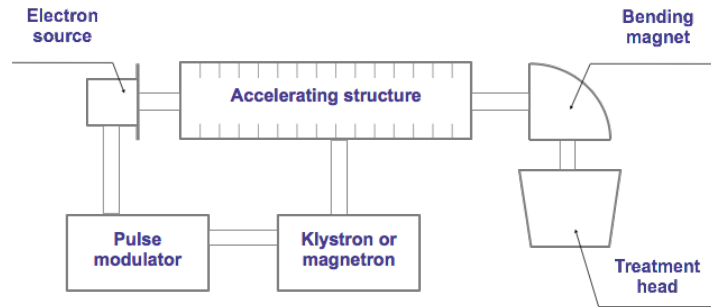 Electron
source
Bending
magnet
Accelerating structure
Pulse
modulator
Klystron or
magnetron
Treatment
head